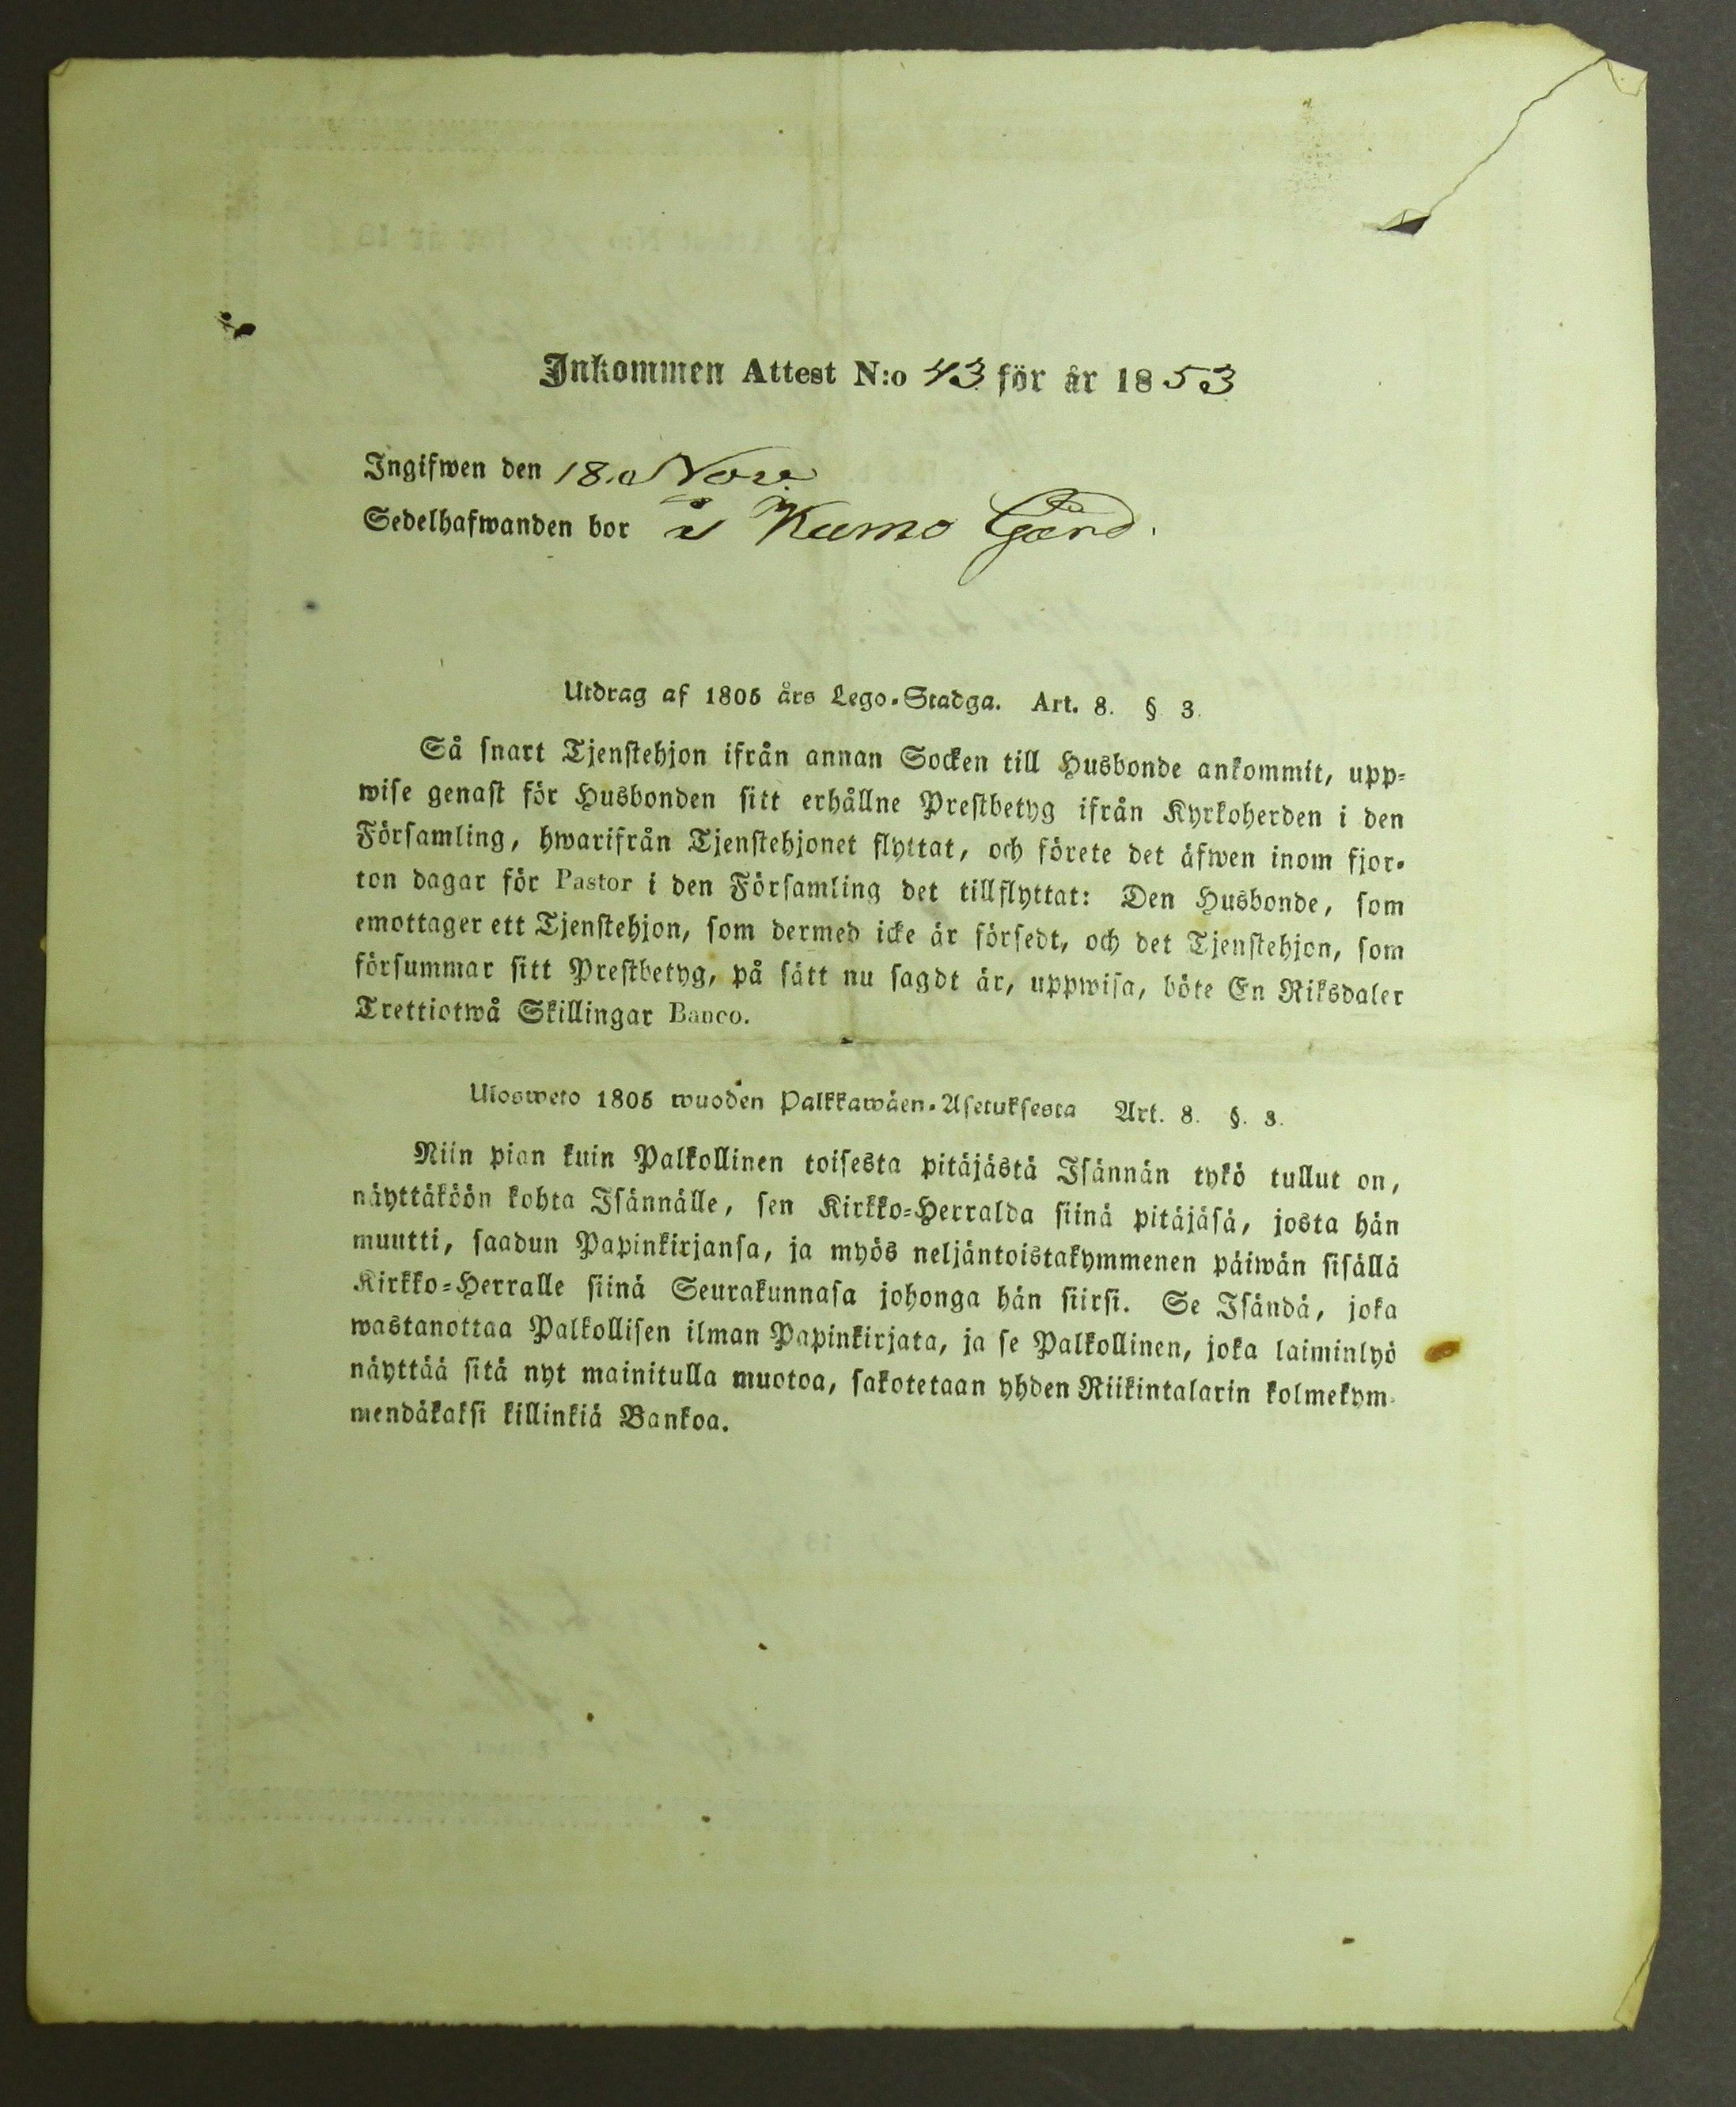 Inkommen Attest N:o 43 för år 1853
Ingifwen den 18. Nov.
Sedelhafwanden bor å Kumo Gård.
Utdrag af 1805 års Lego-Stadga. Art. 8. § 3.
Så snart Tjenstehjon ifrån annan Socken till Husbonde ankommit, upp-
wise genast för Husbonden sitt erhållne Prestbetyg ifrån Kyrkoherden i den
Församling, hwarifrån Tjenstehjonet flyttat, och förete det äfwen inom fjor-
ton dagar för Pastor i den Församling det tillflyttat: Den Husbonde, som
emottager ett Tjenstehjon, som dermed icke är försedt, och det Tjenstehjon, som
försummar sitt Prestbetyg, på sätt nu sagdt är, uppwisa, böte En Riksdaler
Trettiotwå Skillingar Banco.
Ulosweto 1805 wuoden Palkkawäen-Asetuksesta Art. 8. §. 3.
Niin pian kuin Palkollinen toisesta pitäjästä Isännän tykö tullut on,
näyttäköön kohta Isännälle, sen Kirkko-Herralda siinä pitäjäsä, josta hän
muutti, saadun Papinkirjansa, ja myös neljäntoistakymmenen päiwän sisällä
Kirkko-Herralle siinä Seurakunnasa johonga hän siirsi. Se Isändä, joka
wastanottaa Palkollisen ilman Papinkirjata, ja se Palkollinen, joka laiminlyö
näyttää sitä nyt mainitulla muotoa, sakotetaan yhden Riikintalarin kolmekym-
mendäkaksi killinkiä Bankoa.